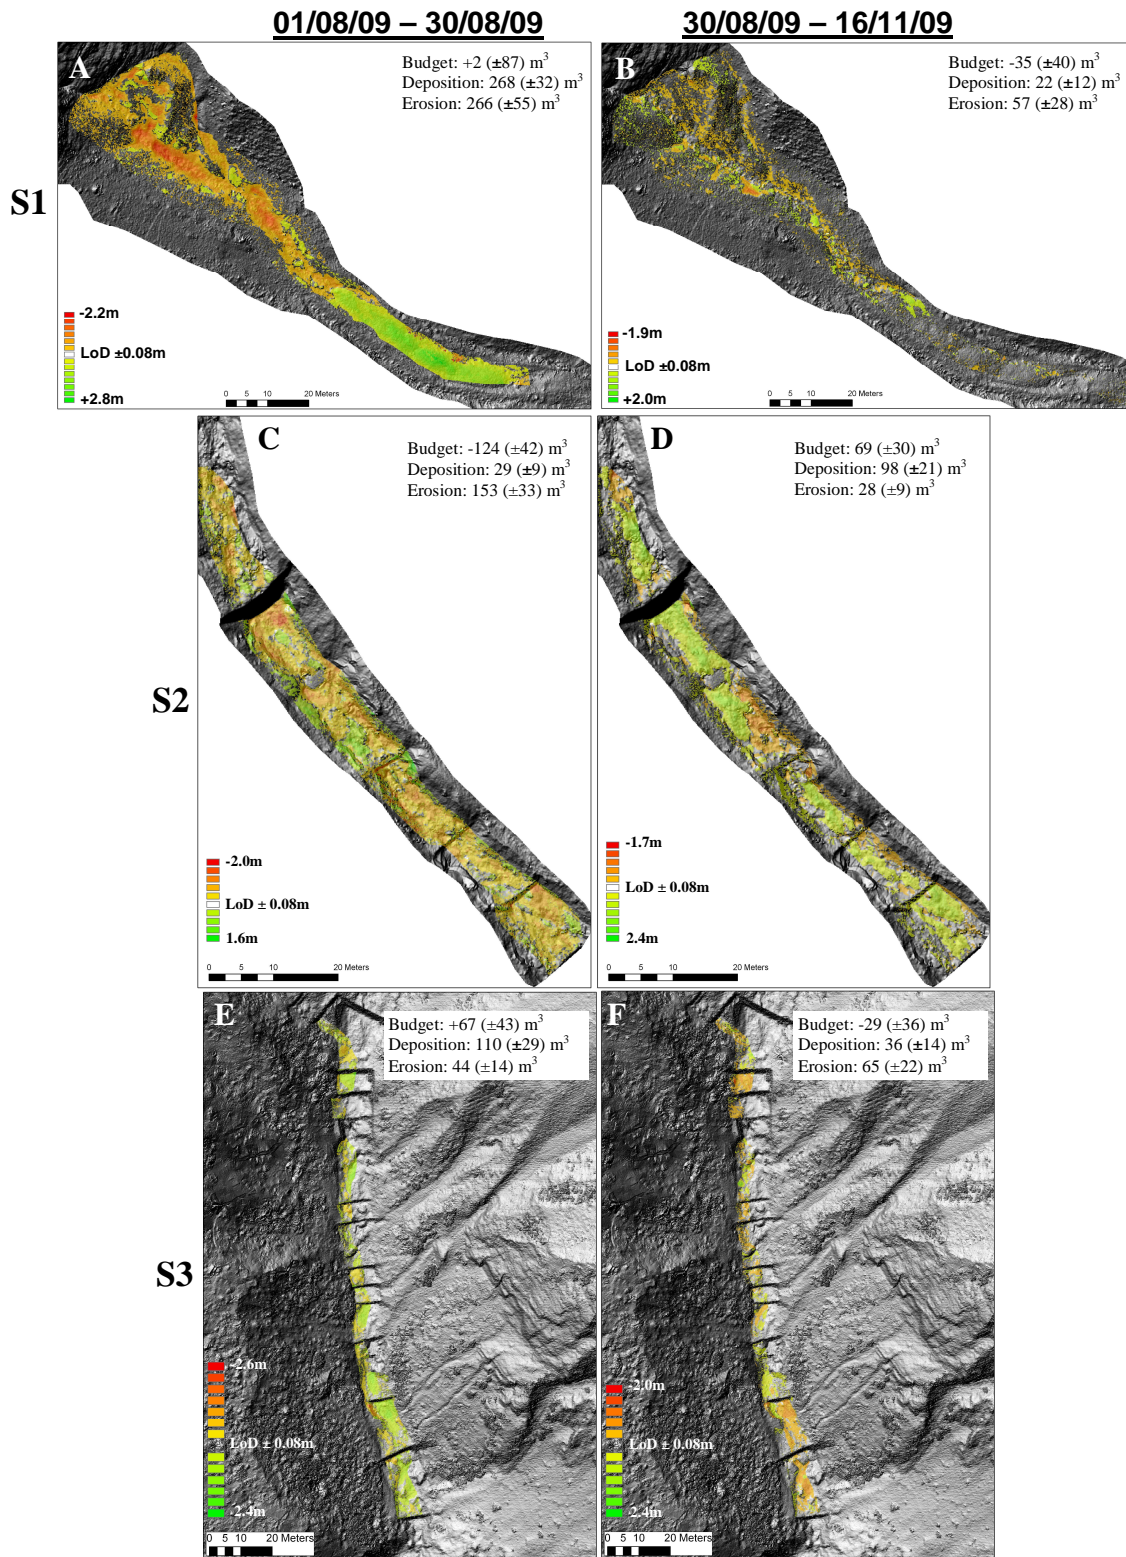 01/08/09 – 30/08/09
30/08/09 – 16/11/09
S1
A
Budget: +2 (±87) m³
Deposition: 268 (±32) m³
Erosion: 266 (±55) m³
-2.2m
LoD ±0.08m
+2.8m
0 5 10 20 Meters
B
Budget: -35 (±40) m³
Deposition: 22 (±12) m³
Erosion: 57 (±28) m³
-1.9m
LoD ±0.08m
+2.0m
0 5 10 20 Meters
S2
C
Budget: -124 (±42) m³
Deposition: 29 (±9) m³
Erosion: 153 (±33) m³
-2.0m
LoD ± 0.08m
1.6m
0 5 10 20 Meters
D
Budget: 69 (±30) m³
Deposition: 98 (±21) m³
Erosion: 28 (±9) m³
-1.7m
LoD ± 0.08m
2.4m
0 5 10 20 Meters
S3
E
Budget: +67 (±43) m³
Deposition: 110 (±29) m³
Erosion: 44 (±14) m³
-2.6m
LoD ± 0.08m
2.4m
0 5 10 20 Meters
F
Budget: -29 (±36) m³
Deposition: 36 (±14) m³
Erosion: 65 (±22) m³
-2.0m
LoD ± 0.08m
2.4m
0 5 10 20 Meters